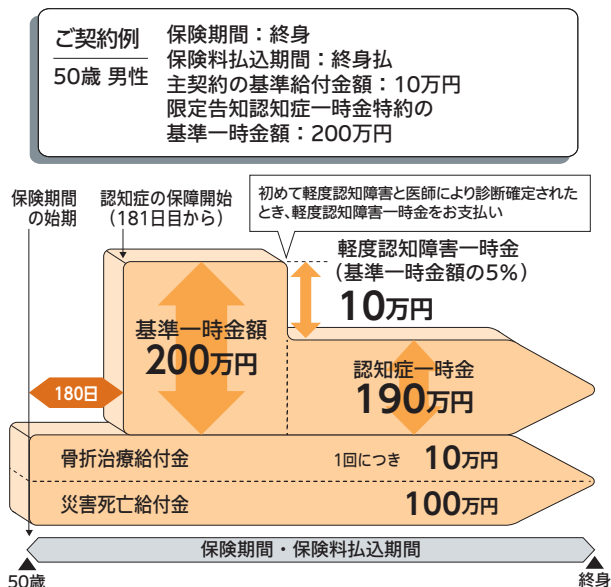 ご契約例
50歳 男性
保険期間：終身
保険料払込期間：終身払
主契約の基準給付金額：10万円
限定告知認知症一時金特約の
基準一時金額：200万円
保険期間
の始期
認知症の保障開始
（181日目から）
初めて軽度認知障害と医師により診断確定された
とき、軽度認知障害一時金をお支払い
軽度認知障害一時金
（基準一時金額の5％）
10万円
基準一時金額
200万円
認知症一時金
190万円
180日
骨折治療給付金
1回につき 10万円
災害死亡給付金
100万円
保険期間・保険料払込期間
50歳
終身